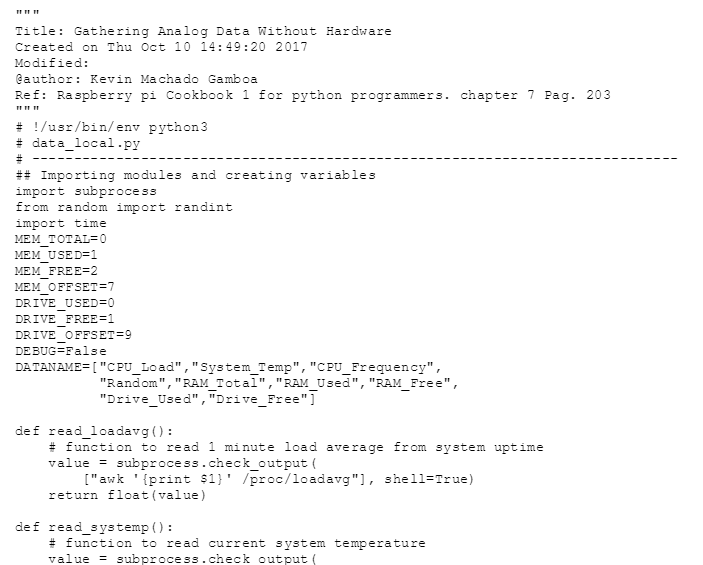 """
Title: Gathering Analog Data Without Hardware
Created on Thu Oct 10 14:49:20 2017
Modified:
@author: Kevin Machado Gamboa
Ref: Raspberry pi Cookbook 1 for python programmers. chapter 7 Pag. 203
"""
# !/usr/bin/env python3
# data_local.py
# -----------------------------------------------------------------------------
## Importing modules and creating variables
import subprocess
from random import randint
import time
MEM_TOTAL=0
MEM_USED=1
MEM_FREE=2
MEM_OFFSET=7
DRIVE_USED=0
DRIVE_FREE=1
DRIVE_OFFSET=9
DEBUG=False
DATANAME=["CPU_Load","System_Temp","CPU_Frequency",
          "Random","RAM_Total","RAM_Used","RAM_Free",
          "Drive_Used","Drive_Free"]

def read_loadavg():
    # function to read 1 minute load average from system uptime
    value = subprocess.check_output(
        ["awk '{print $1}' /proc/loadavg"], shell=True)
    return float(value)

def read_systemp():
    # function to read current system temperature
    value = subprocess.check_output(